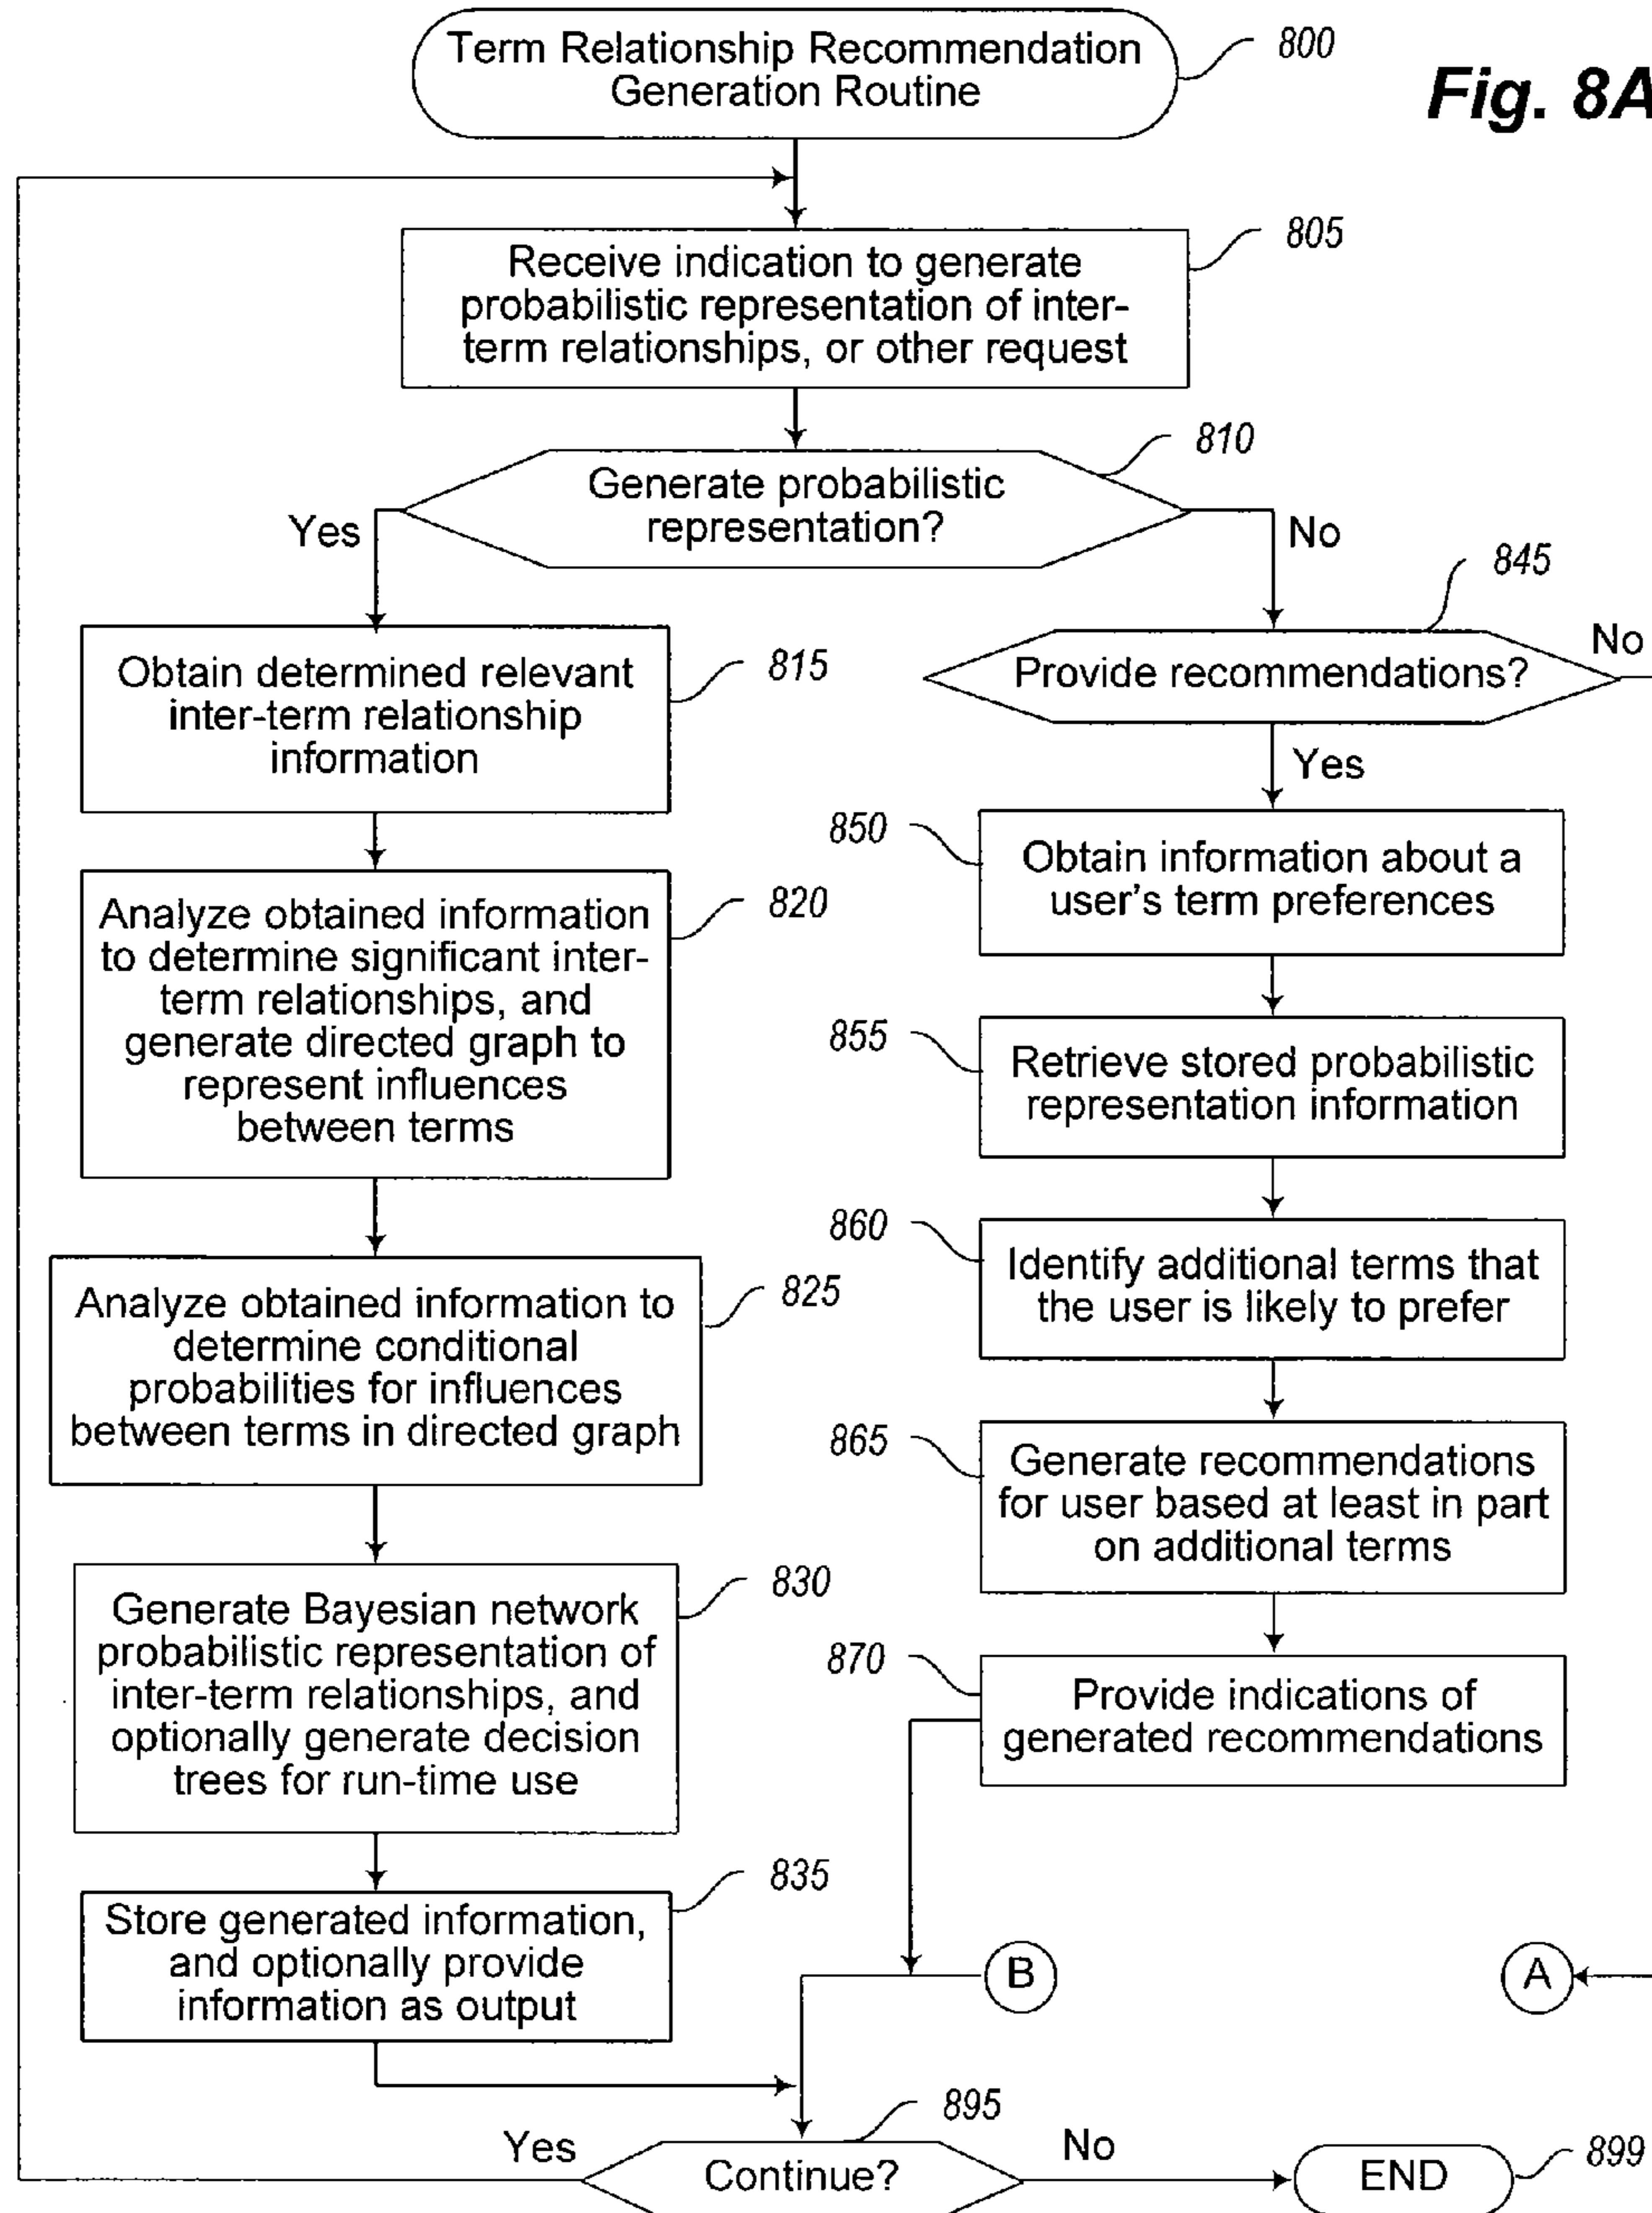 Term Relationship Recommendation
Generation Routine
800
Fig. 8A
Receive indication to generate
probabilistic representation of inter-
term relationships, or other request
805
Generate probabilistic
representation?
810
Yes
No
Obtain determined relevant
inter-term relationship
information
815
Analyze obtained information
to determine significant inter-
term relationships, and
generate directed graph to
represent influences
between terms
820
Analyze obtained information to
determine conditional
probabilities for influences
between terms in directed graph
825
Generate Bayesian network
probabilistic representation of
inter-term relationships, and
optionally generate decision
trees for run-time use
830
Store generated information,
and optionally provide
information as output
835
Provide recommendations?
845
No
Yes
850
Obtain information about a
user's term preferences
855
Retrieve stored probabilistic
representation information
860
Identify additional terms that
the user is likely to prefer
865
Generate recommendations
for user based at least in part
on additional terms
870
Provide indications of
generated recommendations
B
A
Continue?
895
Yes
No
END
899